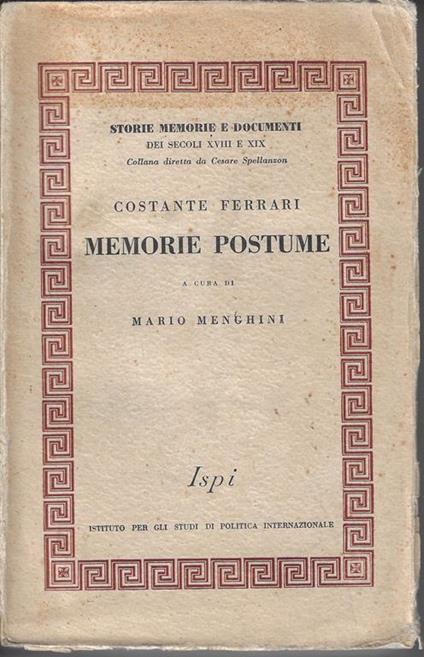 STORIE MEMORIE E DOCUMENTI
DEI SECOLI XVIII E XIX
Collana diretta da Cesare Spellanzon
COSTANTE FERRARI
MEMORIE POSTUME
A CURA DI
MARIO MENGHINI
Ispi
ISTITUTO PER GLI STUDI DI POLITICA INTERNAZIONALE